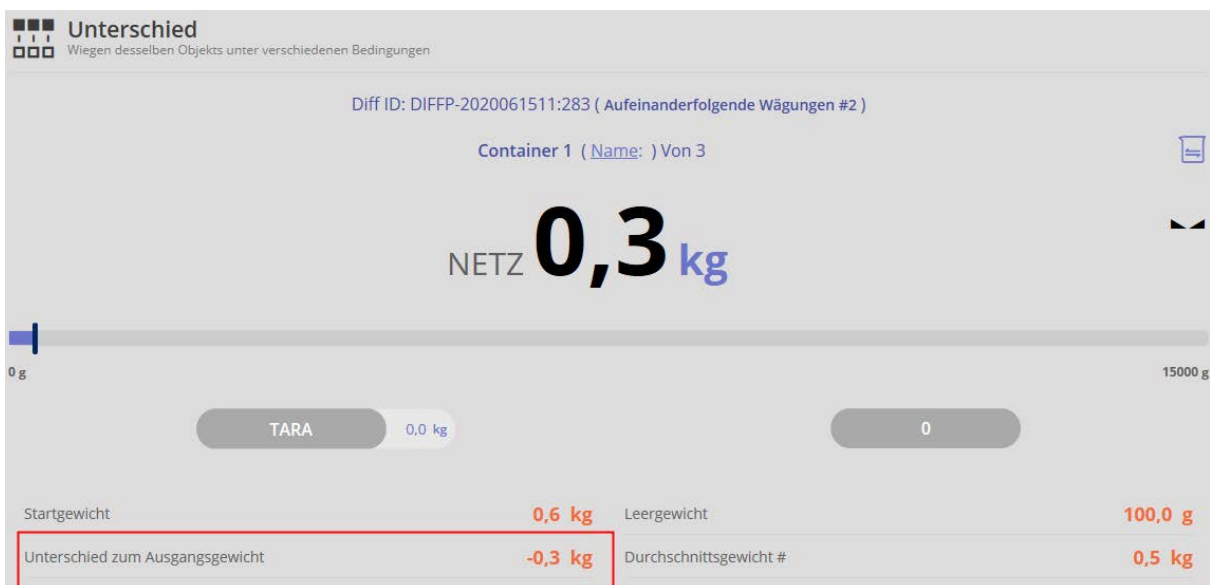 Unterschied
Wiegen desselben Objekts unter verschiedenen Bedingungen
Diff ID: DIFFP-2020061511:283 ( Aufeinanderfolgende Wägungen #2 )
Container 1 ( Name: ) Von 3
NETZ 0,3 kg
0 g 15000 g
TARA 0,0 kg 0
Startgewicht 0,6 kg Leergewicht 100,0 g
Unterschied zum Ausgangsgewicht -0,3 kg Durchschnittsgewicht # 0,5 kg